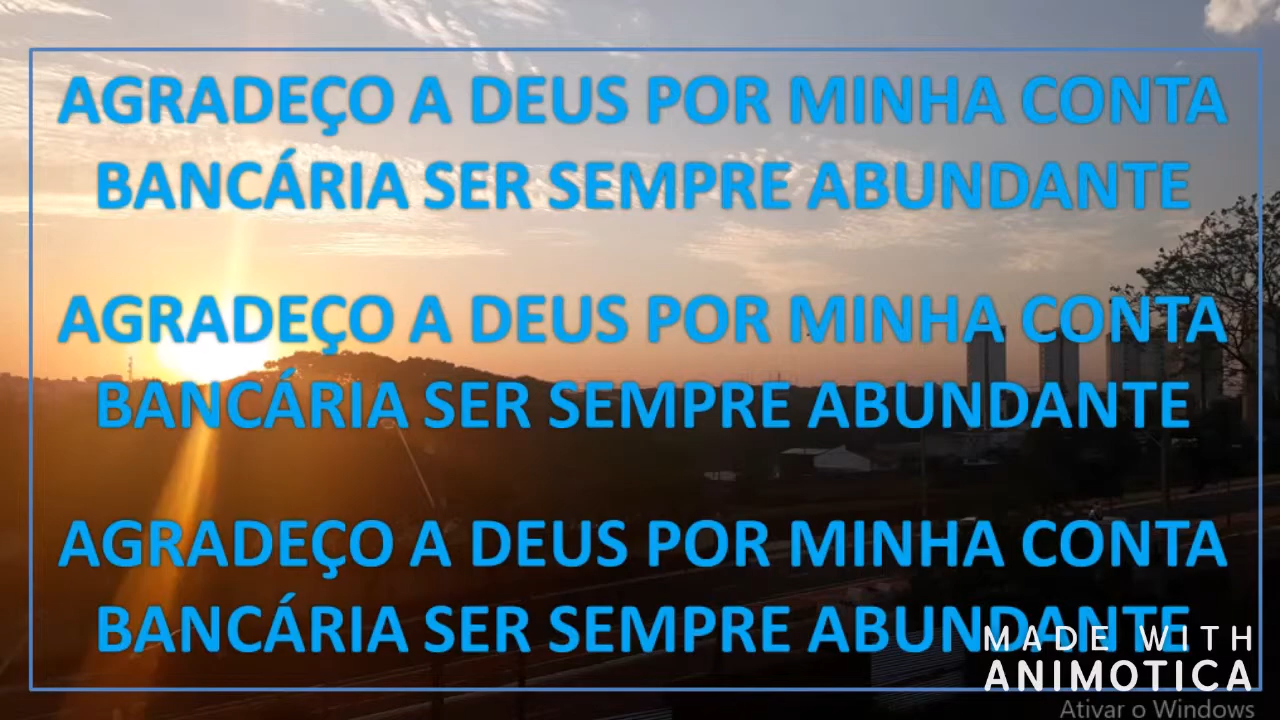 AGRADEÇO A DEUS POR MINHA CONTA
BANCÁRIA SER SEMPRE ABUNDANTE
AGRADEÇO A DEUS POR MINHA CONTA
BANCÁRIA SER SEMPRE ABUNDANTE
AGRADEÇO A DEUS POR MINHA CONTA
BANCÁRIA SER SEMPRE ABUNDANTE
MADE WITH
ANIMOTICA
Ativar o Windows